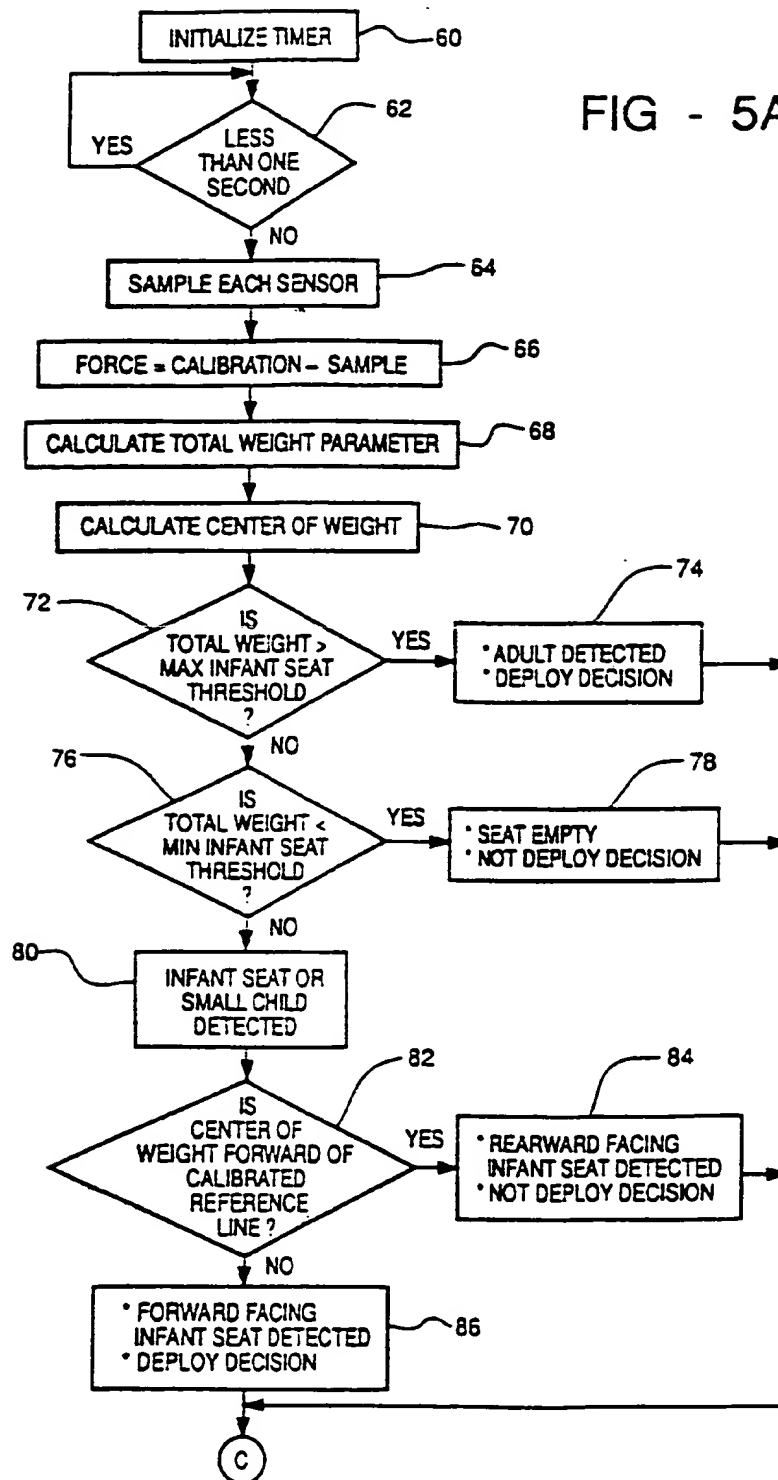 INITIALIZE TIMER
60
FIG - 5A
62
YES
LESS
THAN ONE
SECOND
NO
SAMPLE EACH SENSOR
64
FORCE = CALIBRATION - SAMPLE
66
CALCULATE TOTAL WEIGHT PARAMETER
68
CALCULATE CENTER OF WEIGHT
70
72
IS
TOTAL WEIGHT >
MAX INFANT SEAT
THRESHOLD
?
YES
74
* ADULT DETECTED
* DEPLOY DECISION
NO
76
IS
TOTAL WEIGHT <
MIN INFANT SEAT
THRESHOLD
?
YES
78
* SEAT EMPTY
* NOT DEPLOY DECISION
NO
80
INFANT SEAT OR
SMALL CHILD
DETECTED
82
IS
CENTER OF
WEIGHT FORWARD OF
CALIBRATED
REFERENCE
LINE ?
YES
84
* REARWARD FACING
INFANT SEAT DETECTED
* NOT DEPLOY DECISION
NO
* FORWARD FACING
INFANT SEAT DETECTED
* DEPLOY DECISION
86
C